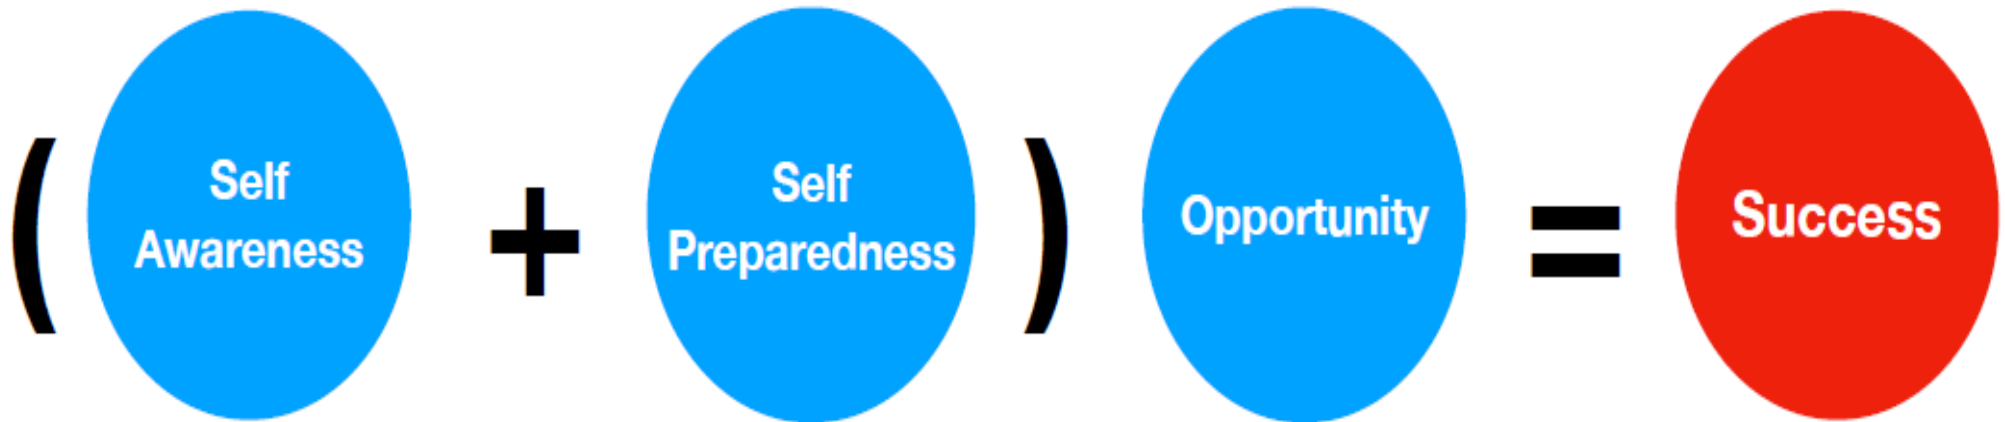 ( Self Awareness + Self Preparedness ) Opportunity = Success